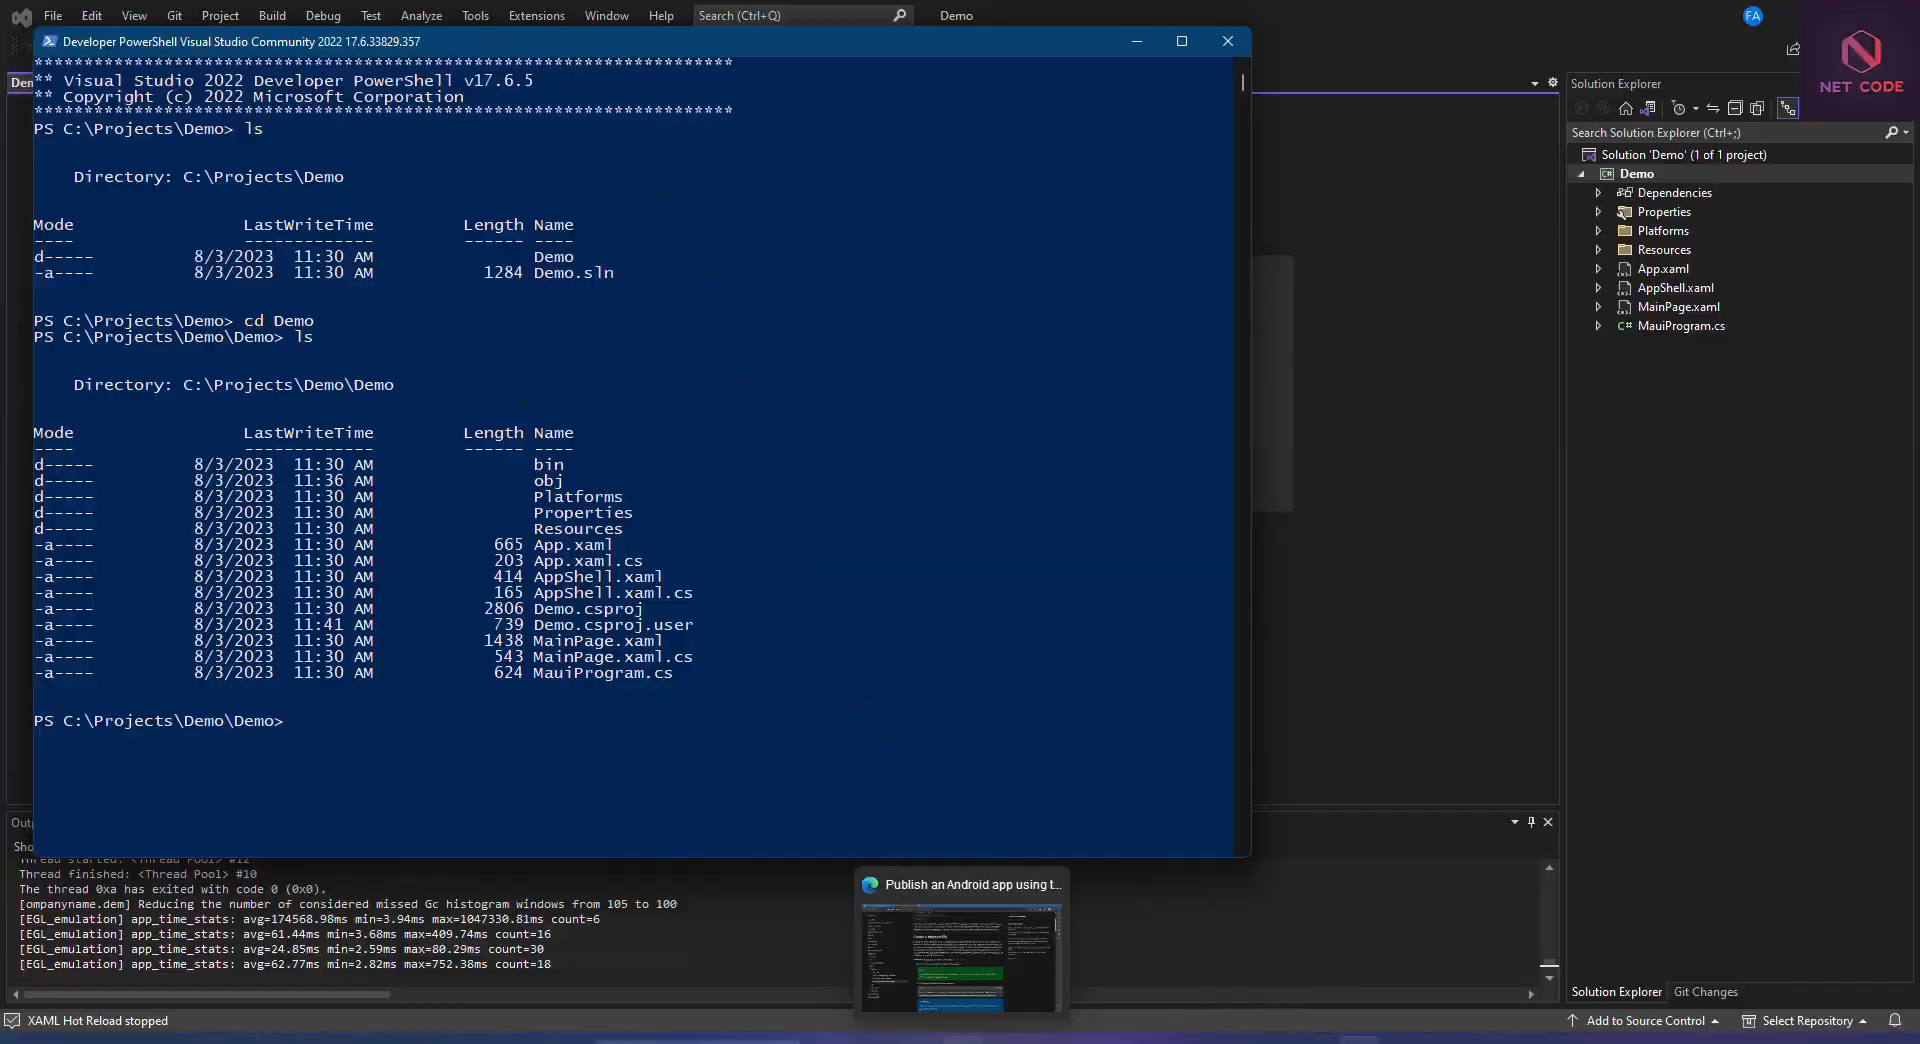 File Edit View Git Project Build Debug Test Analyze Tools Extensions Window Help Search (Ctrl+Q) Demo FA
Developer PowerShell Visual Studio Community 2022 17.6.33829.357
NET CODE
**********************************************************************
** Visual Studio 2022 Developer PowerShell v17.6.5
** Copyright (c) 2022 Microsoft Corporation
**********************************************************************
PS C:\Projects\Demo> ls
Directory: C:\Projects\Demo
Mode LastWriteTime Length Name
---- ------------- ------ ----
d----- 8/3/2023 11:30 AM Demo
-a---- 8/3/2023 11:30 AM 1284 Demo.sln
PS C:\Projects\Demo> cd Demo
PS C:\Projects\Demo\Demo> ls
Directory: C:\Projects\Demo\Demo
Mode LastWriteTime Length Name
---- ------------- ------ ----
d----- 8/3/2023 11:30 AM bin
d----- 8/3/2023 11:36 AM obj
d----- 8/3/2023 11:30 AM Platforms
d----- 8/3/2023 11:30 AM Properties
d----- 8/3/2023 11:30 AM Resources
-a---- 8/3/2023 11:30 AM 665 App.xaml
-a---- 8/3/2023 11:30 AM 203 App.xaml.cs
-a---- 8/3/2023 11:30 AM 414 AppShell.xaml
-a---- 8/3/2023 11:30 AM 165 AppShell.xaml.cs
-a---- 8/3/2023 11:30 AM 2806 Demo.csproj
-a---- 8/3/2023 11:41 AM 739 Demo.csproj.user
-a---- 8/3/2023 11:30 AM 1438 MainPage.xaml
-a---- 8/3/2023 11:30 AM 543 MainPage.xaml.cs
-a---- 8/3/2023 11:30 AM 624 MauiProgram.cs
PS C:\Projects\Demo\Demo>
Solution Explorer
Search Solution Explorer (Ctrl+;)
Solution 'Demo' (1 of 1 project)
Demo
Dependencies
Properties
Platforms
Resources
App.xaml
AppShell.xaml
MainPage.xaml
MauiProgram.cs
Thread started: <Thread Pool> #12
Thread finished: <Thread Pool> #10
The thread 0xa has exited with code 0 (0x0).
[ompanyname.dem] Reducing the number of considered missed Gc histogram windows from 105 to 100
[EGL_emulation] app_time_stats: avg=174568.98ms min=3.94ms max=1047330.81ms count=6
[EGL_emulation] app_time_stats: avg=61.44ms min=3.68ms max=409.74ms count=16
[EGL_emulation] app_time_stats: avg=24.85ms min=2.59ms max=80.29ms count=30
[EGL_emulation] app_time_stats: avg=62.77ms min=2.82ms max=752.38ms count=18
Publish an Android app using t...
Solution Explorer Git Changes
XAML Hot Reload stopped
Add to Source Control Select Repository